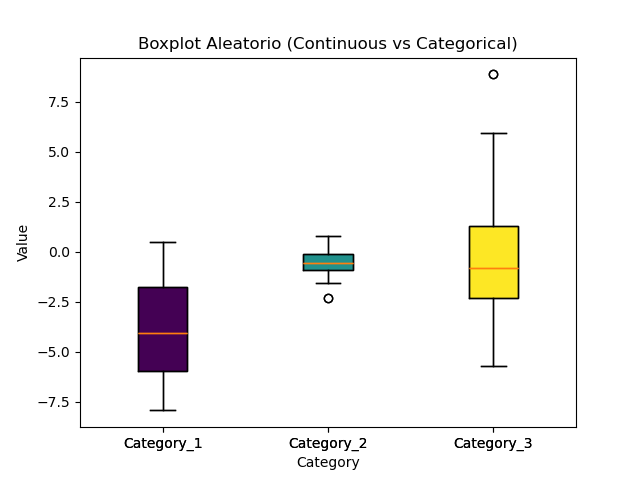 Boxplot Aleatorio (Continuous vs Categorical)
7.5
5.0
2.5
0.0
−2.5
−5.0
−7.5
Value
Category_1 Category_2 Category_3
Category